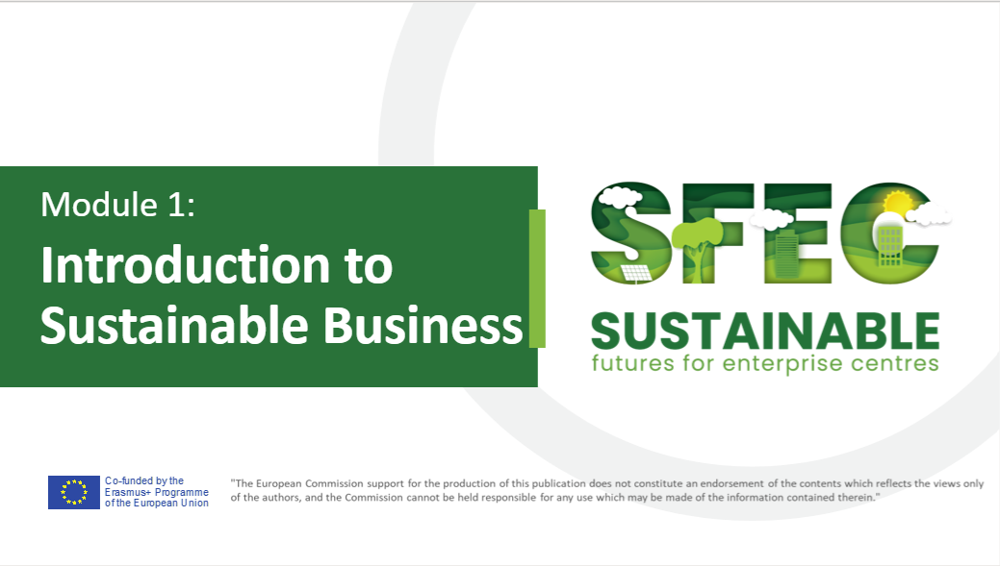 Module 1:
Introduction to
Sustainable Business
SFEC
SUSTAINABLE
futures for enterprise centres
Co-funded by the
Erasmus+ Programme
of the European Union
"The European Commission support for the production of this publication does not constitute an endorsement of the contents which reflects the views only
of the authors, and the Commission cannot be held responsible for any use which may be made of the information contained therein."